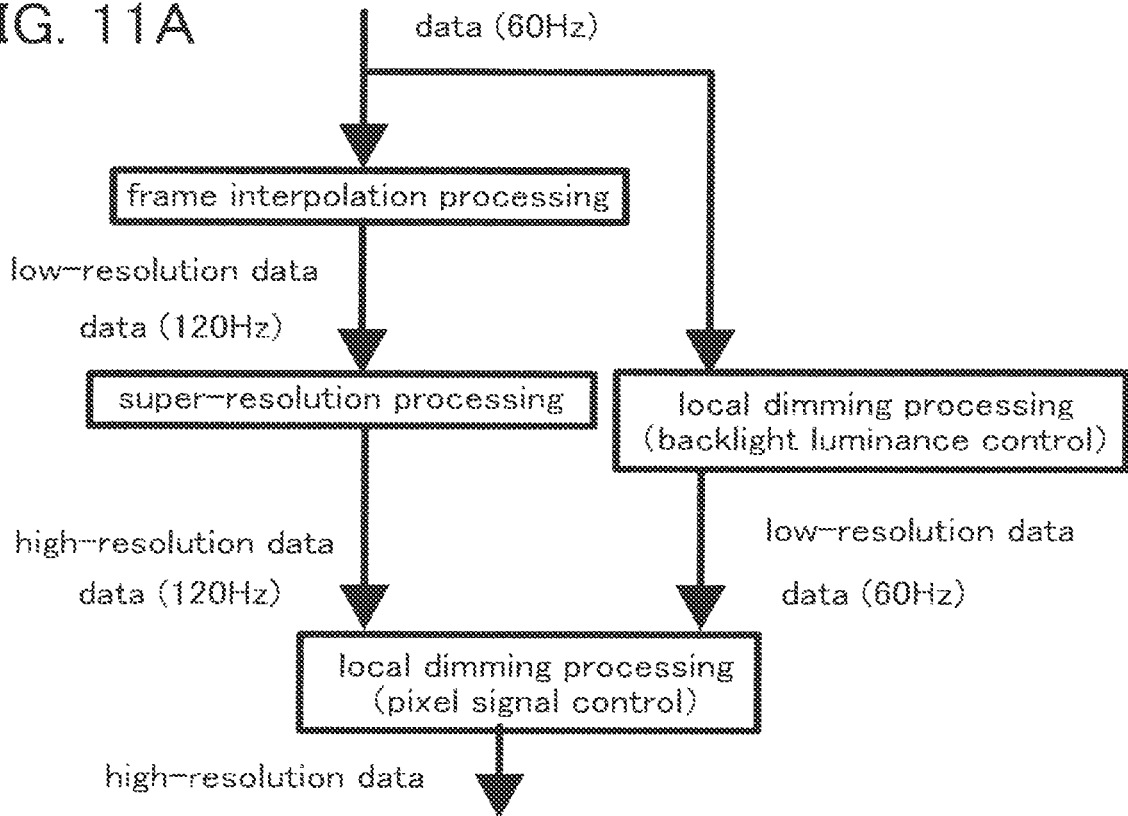 IG. 11A
data (60Hz)
frame interpolation processing
low-resolution data
data (120Hz)
super-resolution processing
local dimming processing
(backlight luminance control)
high-resolution data
data (120Hz)
low-resolution data
data (60Hz)
local dimming processing
(pixel signal control)
high-resolution data